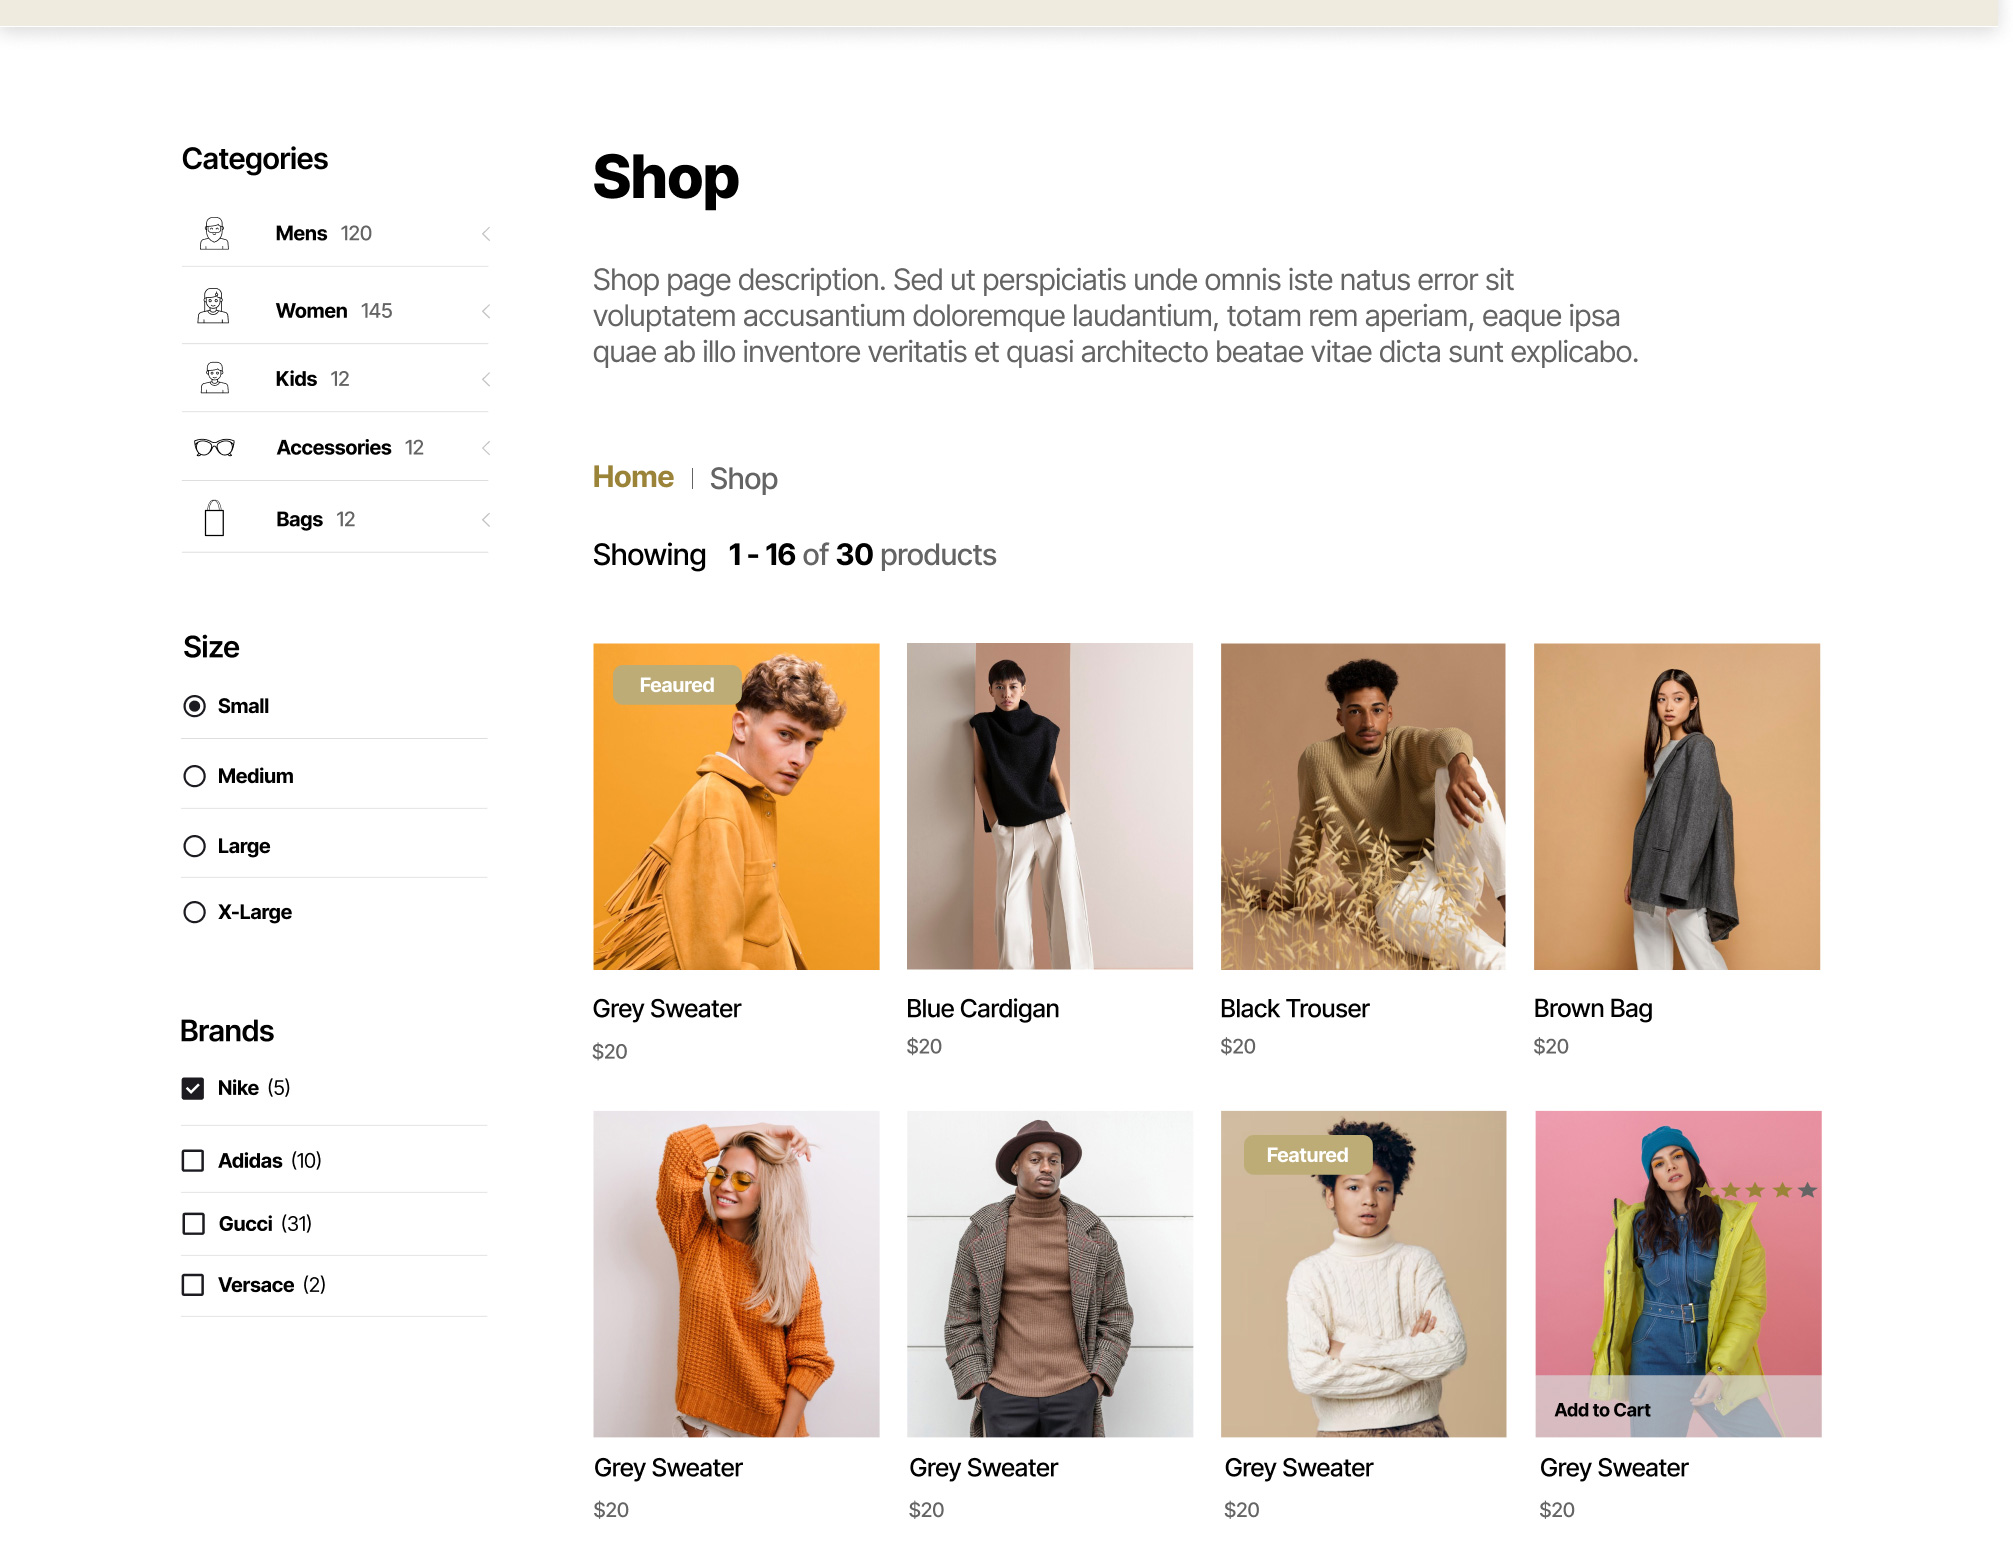 Categories
Mens 120
Women 145
Kids 12
Accessories 12
Bags 12
Size
Small
Medium
Large
X-Large
Brands
Nike (5)
Adidas (10)
Gucci (31)
Versace (2)
Shop
Shop page description. Sed ut perspiciatis unde omnis iste natus error sit
voluptatem accusantium doloremque laudantium, totam rem aperiam, eaque ipsa
quae ab illo inventore veritatis et quasi architecto beatae vitae dicta sunt explicabo.
Home | Shop
Showing 1 - 16 of 30 products
Feaured
Grey Sweater
$20
Blue Cardigan
$20
Black Trouser
$20
Brown Bag
$20
Grey Sweater
$20
Grey Sweater
$20
Featured
Grey Sweater
$20
Add to Cart
Grey Sweater
$20